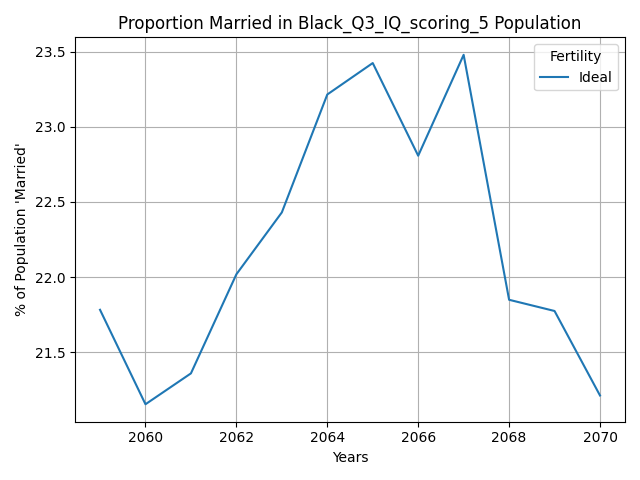 Proportion Married in Black_Q3_IQ_scoring_5 Population
Fertility
Ideal
% of Population 'Married'
23.5
23.0
22.5
22.0
21.5
2060 2062 2064 2066 2068 2070
Years